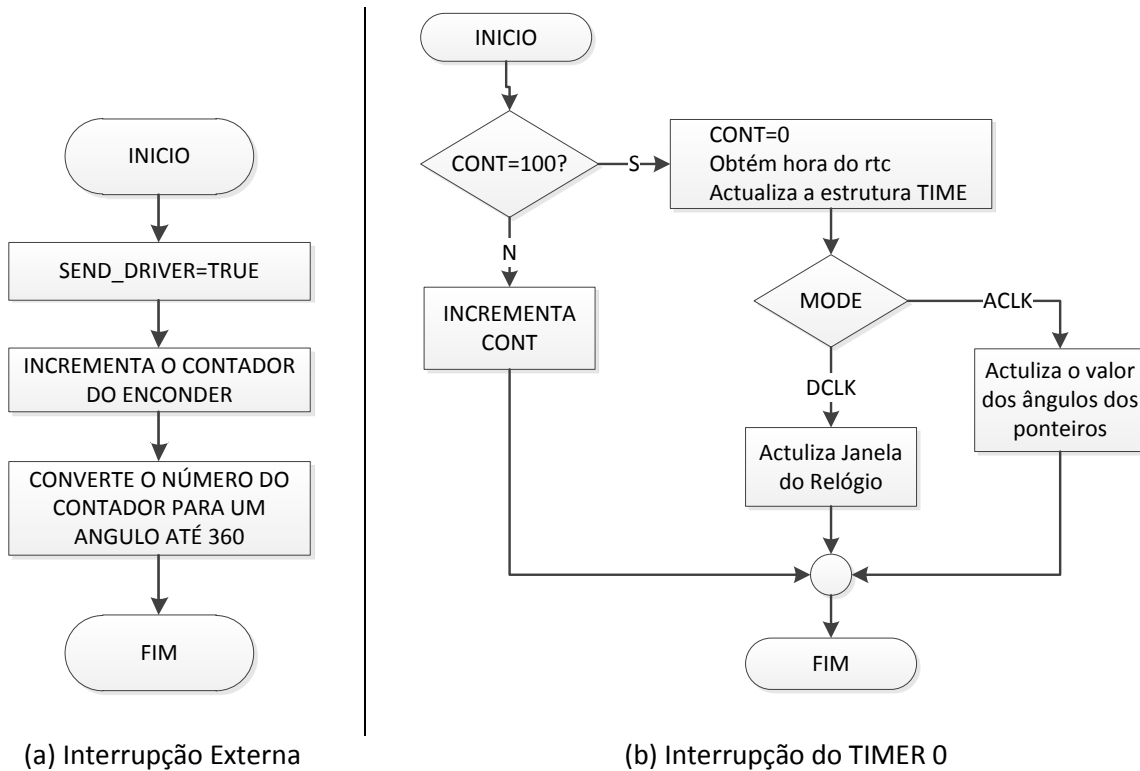 INICIO
SEND_DRIVER=TRUE
INCREMENTA O CONTADOR
DO ENCONDER
CONVERTE O NÚMERO DO
CONTADOR PARA UM
ANGULO ATÉ 360
FIM
(a) Interrupção Externa
INICIO
CONT=100?
S
CONT=0
Obtém hora do rtc
Actualiza a estrutura TIME
N
INCREMENTA
CONT
MODE
ACLK
DCLK
Actuliza o valor
dos ângulos dos
ponteiros
Actuliza Janela
do Relógio
FIM
(b) Interrupção do TIMER 0